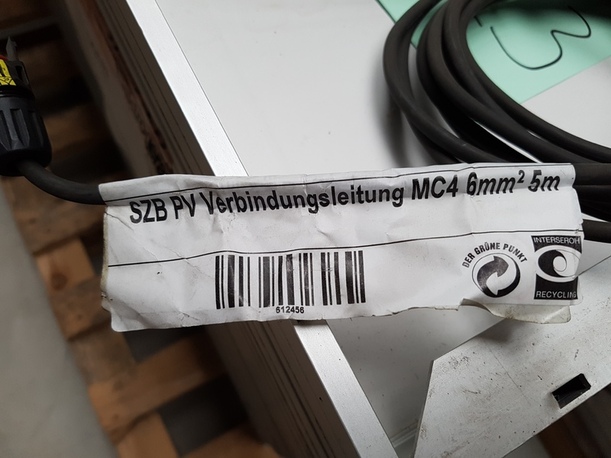 SZB PV Verbindungsleitung MC4 6mm² 5m
612456
DER GRÜNE PUNKT
INTERSEROH
RECYCLING